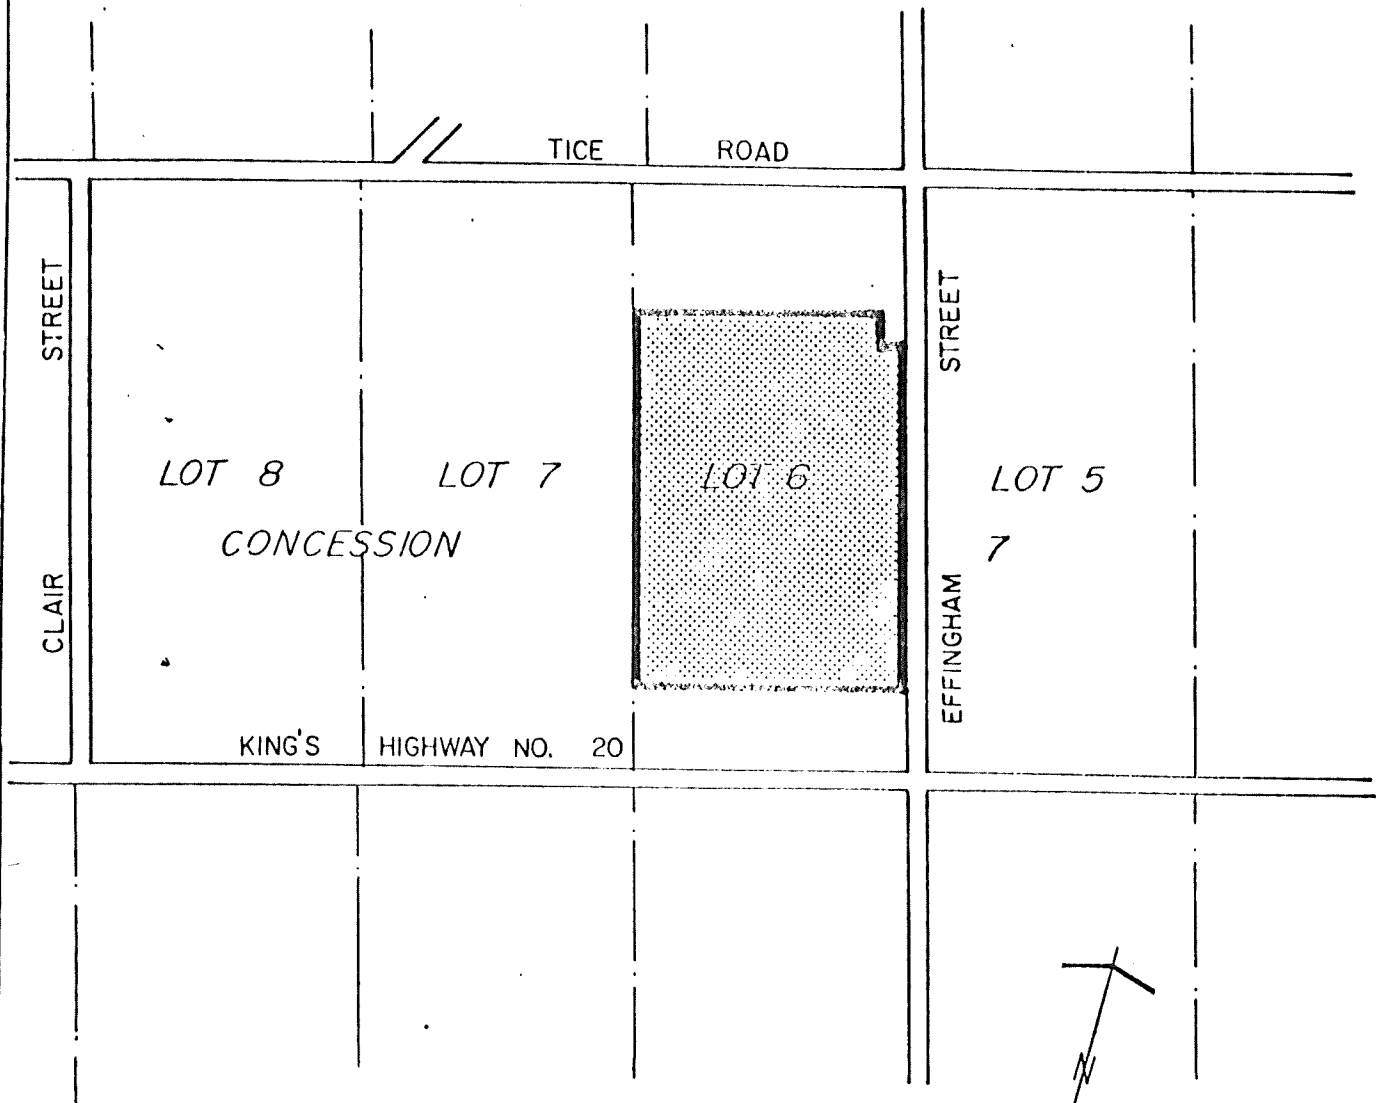 TICE ROAD
CLAIR STREET
EFFINGHAM STREET
LOT 8
LOT 7
LOT 6
LOT 5
CONCESSION 7
KING'S HIGHWAY NO. 20
N